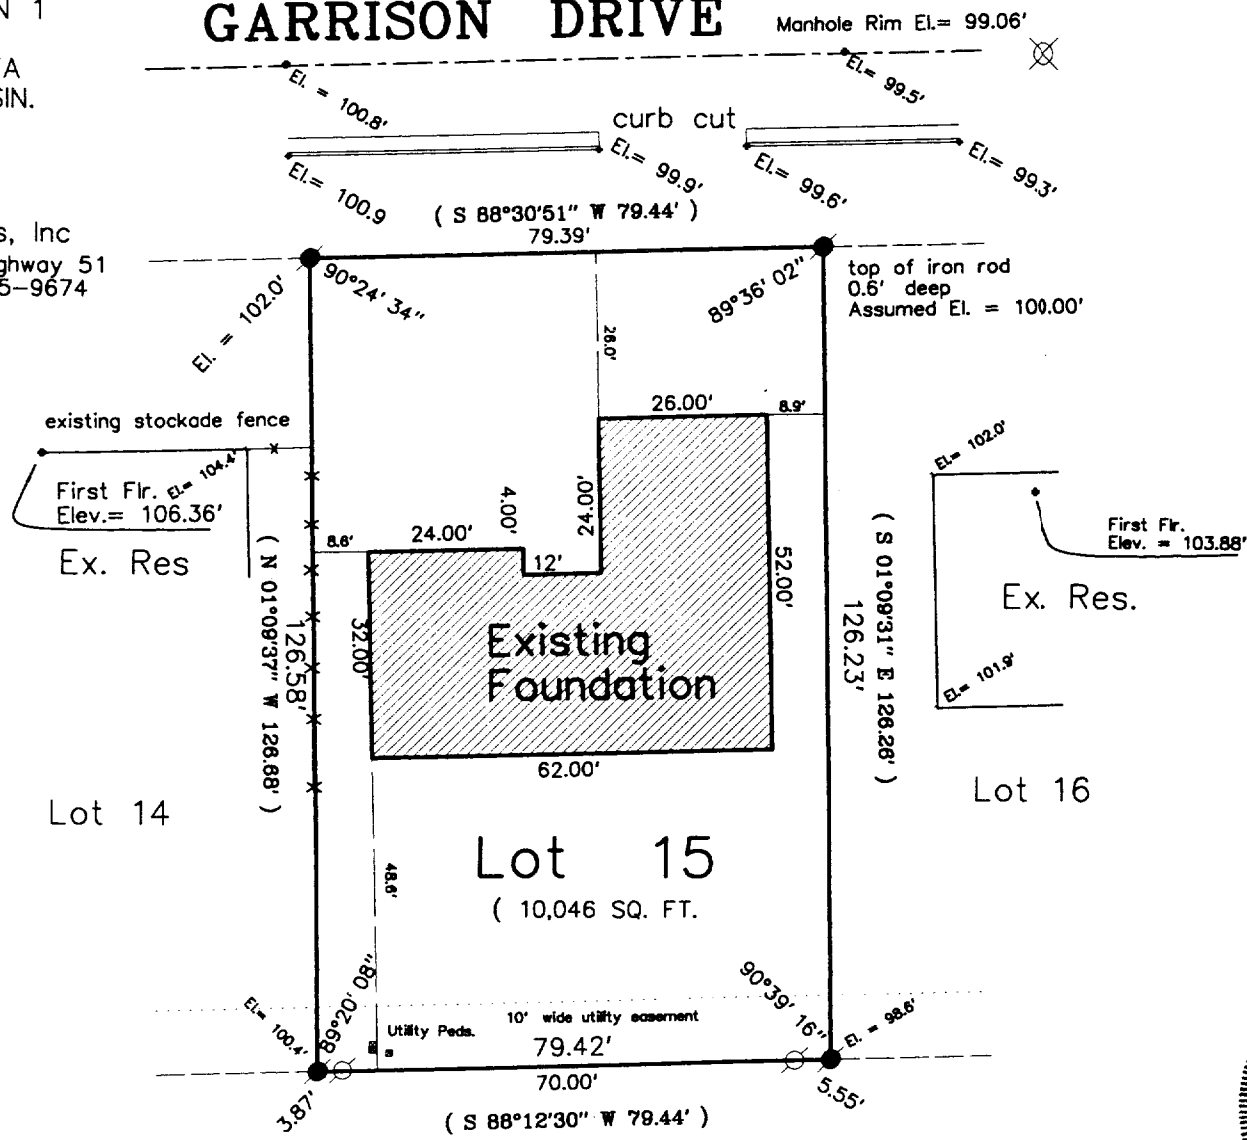 N 1
GARRISON DRIVE
Manhole Rim El.= 99.06'
/A
SIN.
El. = 100.8'
El.= 99.5'
curb cut
El.= 100.9
El.= 99.9'
El.= 99.6'
El.= 99.3'
( S 88°30'51" W 79.44' )
79.39'
s, Inc
ghway 51
5-9674
El. = 102.0'
90°24' 34"
89°36' 02"
top of iron rod
0.6' deep
Assumed El. = 100.00'
26.0'
26.00'
8.9'
existing stockade fence
El.= 104.4'
First Flr.
Elev.= 106.36'
Ex. Res
8.6'
24.00'
4.00'
12'
24.00'
52.00'
32.00'
El.= 102.0'
First Flr.
Elev. = 103.88'
Ex. Res.
El.= 101.9'
( N 01°09'37" W 126.68' )
126.58'
126.23'
( S 01°09'31" E 126.26' )
Existing
Foundation
62.00'
Lot 14
Lot 16
Lot 15
( 10,046 SQ. FT.
48.6'
El.= 100.4'
89°20' 08"
90°39' 16"
El. = 98.6'
Utility Peds.
10' wide utility easement
79.42'
70.00'
3.87'
5.55'
( S 88°12'30" W 79.44' )